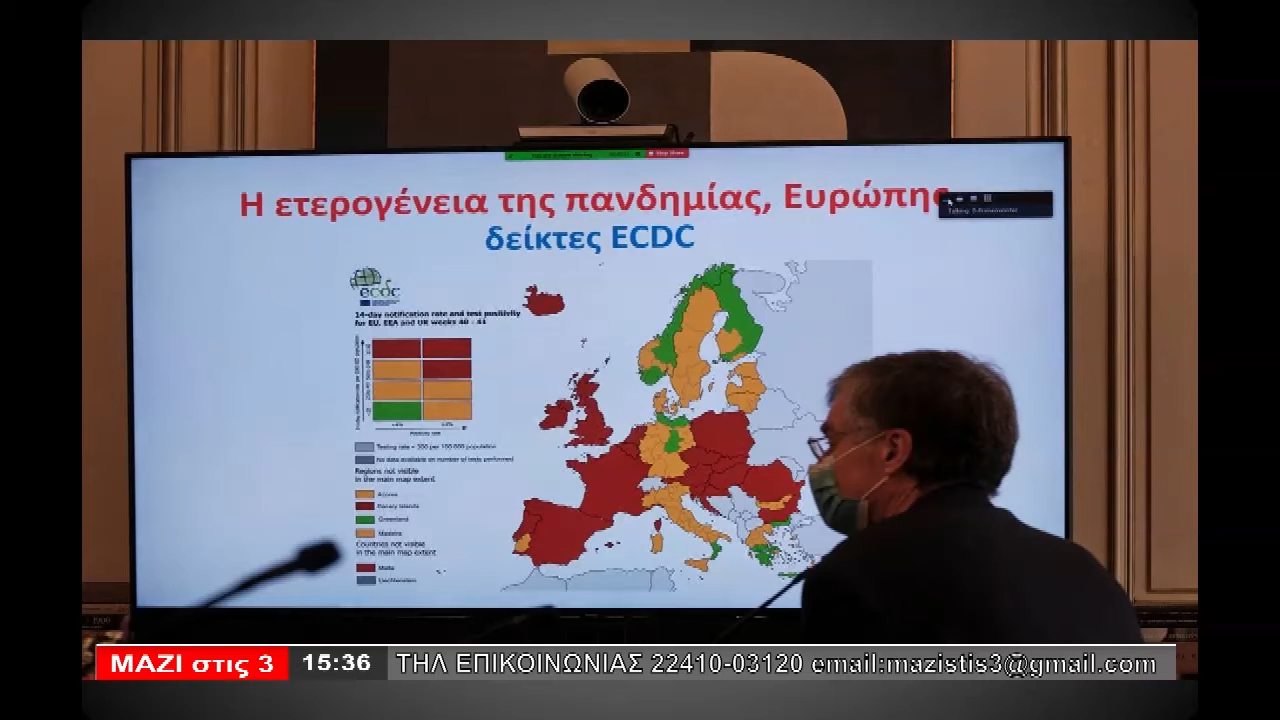 Η ετερογένεια της πανδημίας, Ευρώπης
δείκτες ECDC
ecdc
14-day notification rate and test positivity
for EU, EEA and UK weeks 40 - 41
Positivity rate
Testing rate < 300 per 100 000 population
No data available on number of tests performed
Regions not visible
in the main map extent
Azores
Canary Islands
Greenland
Madeira
Countries not visible
in the main map extent
Malta
Liechtenstein
ΜΑΖΙ στις 3 15:36 ΤΗΛ ΕΠΙΚΟΙΝΩΝΙΑΣ 22410-03120 email:mazistis3@gmail.com